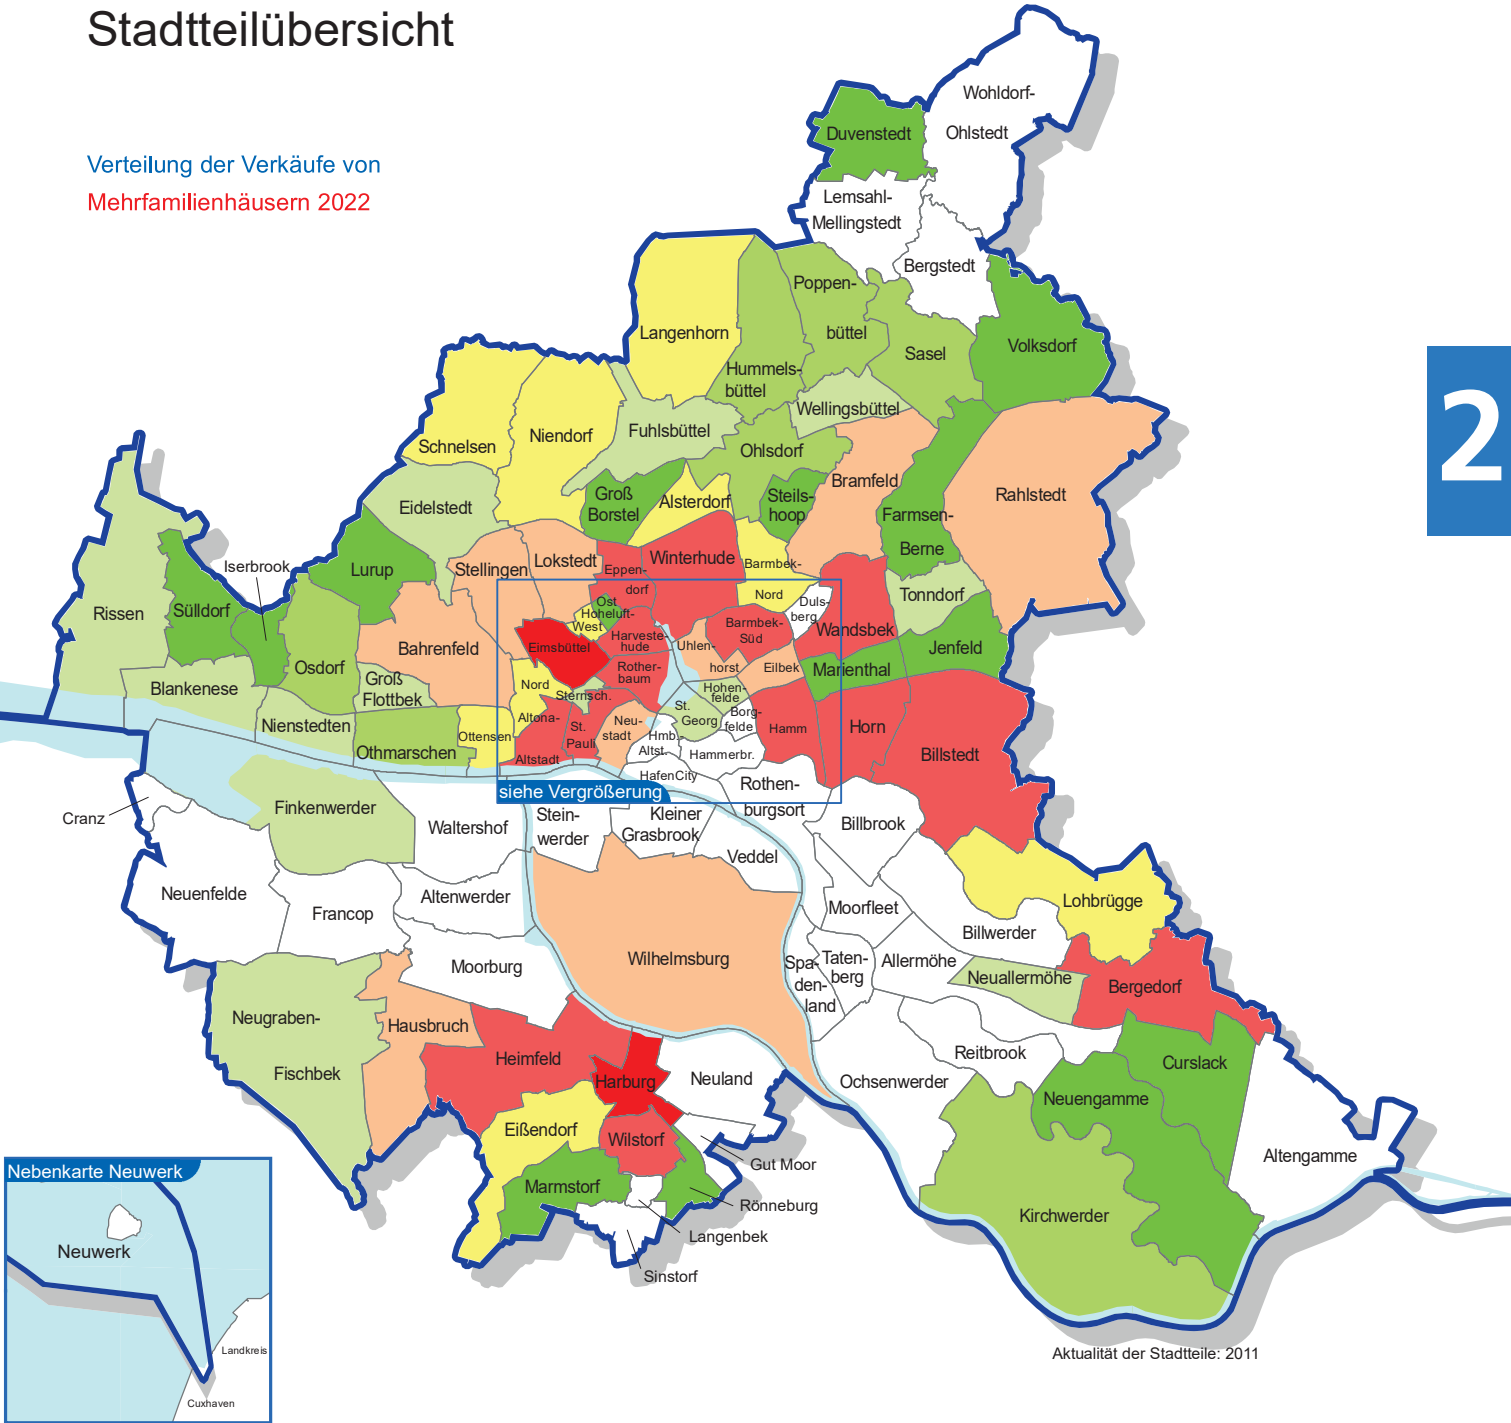 Stadtteilübersicht
Verteilung der Verkäufe von
Mehrfamilienhäusern 2022
2
Wohldorf-
Ohlstedt
Duvenstedt
Lemsahl-
Mellingstedt
Bergstedt
Poppen-
büttel
Langenhorn
Hummels-
büttel
Sasel
Volksdorf
Wellingsbüttel
Schnelsen
Niendorf
Fuhlsbüttel
Ohlsdorf
Bramfeld
Rahlstedt
Eidelstedt
Groß
Borstel
Alsterdorf
Steils-
hoop
Farmsen-
Berne
Iserbrook
Lurup
Stellingen
Lokstedt
Eppen-
dorf
Winterhude
Barmbek-
Nord
Duls-
berg
Tonndorf
Rissen
Sülldorf
Ost
Hoheluft-
West
Barmbek-
Süd
Wandsbek
Osdorf
Bahrenfeld
Eimsbüttel
Harveste-
hude
Uhlen-
horst
Eilbek
Marienthal
Jenfeld
Blankenese
Groß
Flottbek
Nord
Rother-
baum
Sternsch.
Hohen-
felde
Nienstedten
Othmarschen
Ottensen
Altona-
Altstadt
St.
Pauli
Neu-
stadt
St.
Georg
Borg-
felde
Hmb.-
Altst.
Hammerbr.
Hamm
Horn
Billstedt
HafenCity
siehe Vergrößerung
Rothen-
burgsort
Cranz
Finkenwerder
Waltershof
Stein-
werder
Kleiner
Grasbrook
Veddel
Billbrook
Neuenfelde
Francop
Altenwerder
Moorfleet
Lohbrügge
Billwerder
Moorburg
Wilhelmsburg
Spa-
den-
land
Taten-
berg
Allermöhe
Neuallermöhe
Bergedorf
Neugraben-
Fischbek
Hausbruch
Heimfeld
Harburg
Neuland
Reitbrook
Ochsenwerder
Curslack
Neuengamme
Eißendorf
Wilstorf
Gut Moor
Altengamme
Marmstorf
Rönneburg
Langenbek
Sinstorf
Kirchwerder
Nebenkarte Neuwerk
Neuwerk
Landkreis
Cuxhaven
Aktualität der Stadtteile: 2011